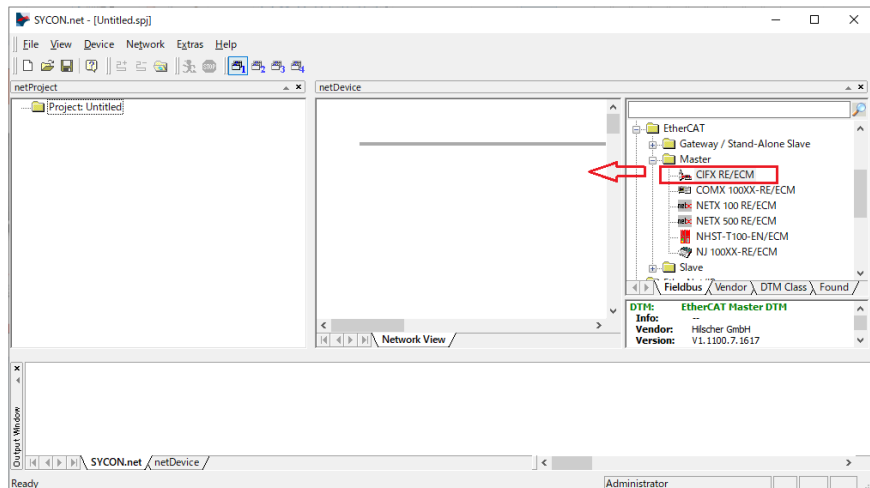 SYCON.net - [Untitled.spj]
File View Device Network Extras Help
netProject
netDevice
Project: Untitled
EtherCAT
Gateway / Stand-Alone Slave
Master
CIFX RE/ECM
COMX 100XX-RE/ECM
NETX 100 RE/ECM
NETX 500 RE/ECM
NHST-T100-EN/ECM
NJ 100XX-RE/ECM
Slave
Fieldbus Vendor DTM Class Found
DTM: EtherCAT Master DTM
Info: --
Vendor: Hilscher GmbH
Version: V1.1100.7.1617
Network View
Output Window
SYCON.net netDevice
Ready
Administrator